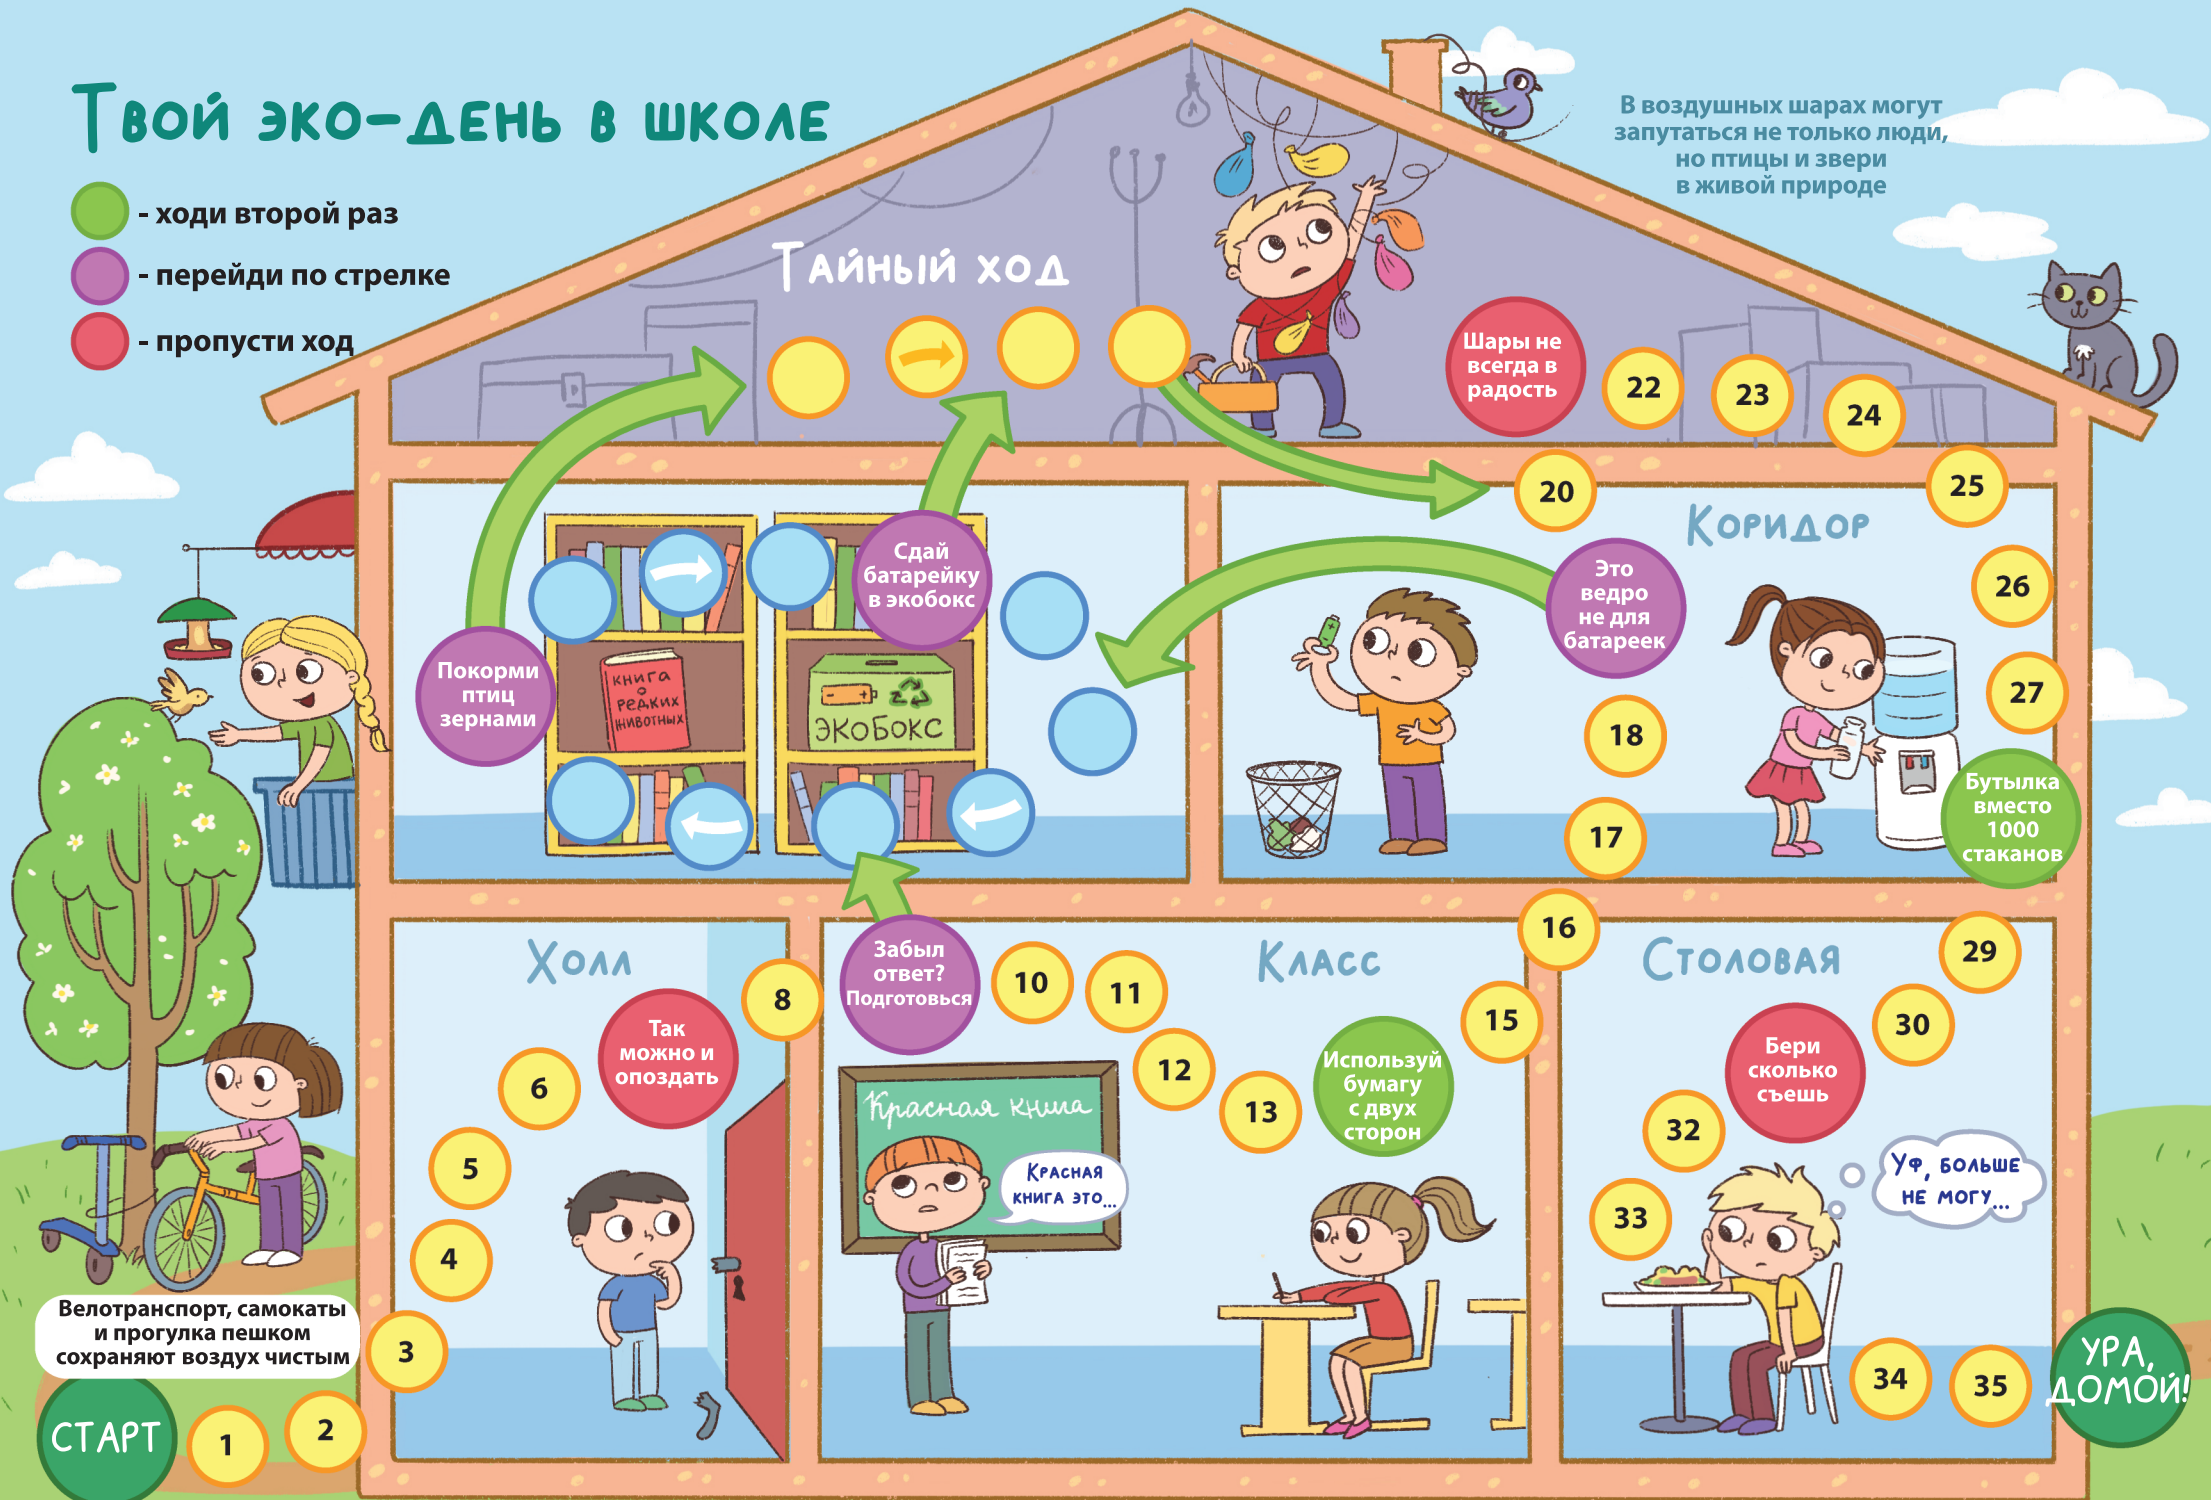 Твой эко-день в школе
- ходи второй раз
- перейди по стрелке
- пропусти ход
В воздушных шарах могут
запутаться не только люди,
но птицы и звери
в живой природе
Тайный ход
Шары не
всегда в
радость
22
23
24
25
20
Коридор
Сдай
батарейку
в экобокс
Это
ведро
не для
батареек
26
27
18
17
Бутылка
вместо
1000
стаканов
Покорми
птиц
зернами
книга
о
редких
животных
экобокс
Холл
Так
можно и
опоздать
8
6
5
4
3
Забыл
ответ?
Подготовься
10
11
12
13
Класс
Используй
бумагу
с двух
сторон
15
16
Красная книга
Красная
книга это...
Столовая
29
30
Бери
сколько
съешь
32
33
Уф, больше
не могу...
34
35
Ура,
домой!
Велотранспорт, самокаты
и прогулка пешком
сохраняют воздух чистым
Старт
1
2